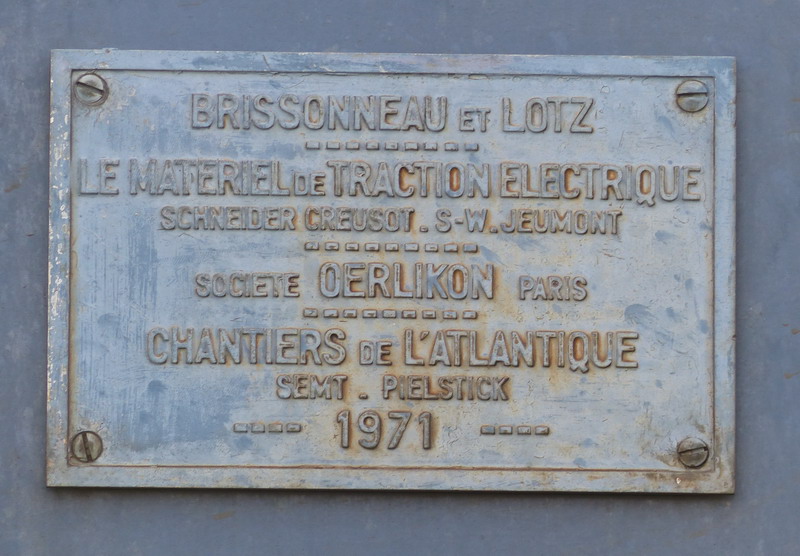 BRISSONNEAU ET LOTZ
LE MATERIEL DE TRACTION ELECTRIQUE
SCHNEIDER CREUSOT . S-W. JEUMONT
SOCIETE OERLIKON PARIS
CHANTIERS DE L'ATLANTIQUE
SEMT . PIELSTICK
1971